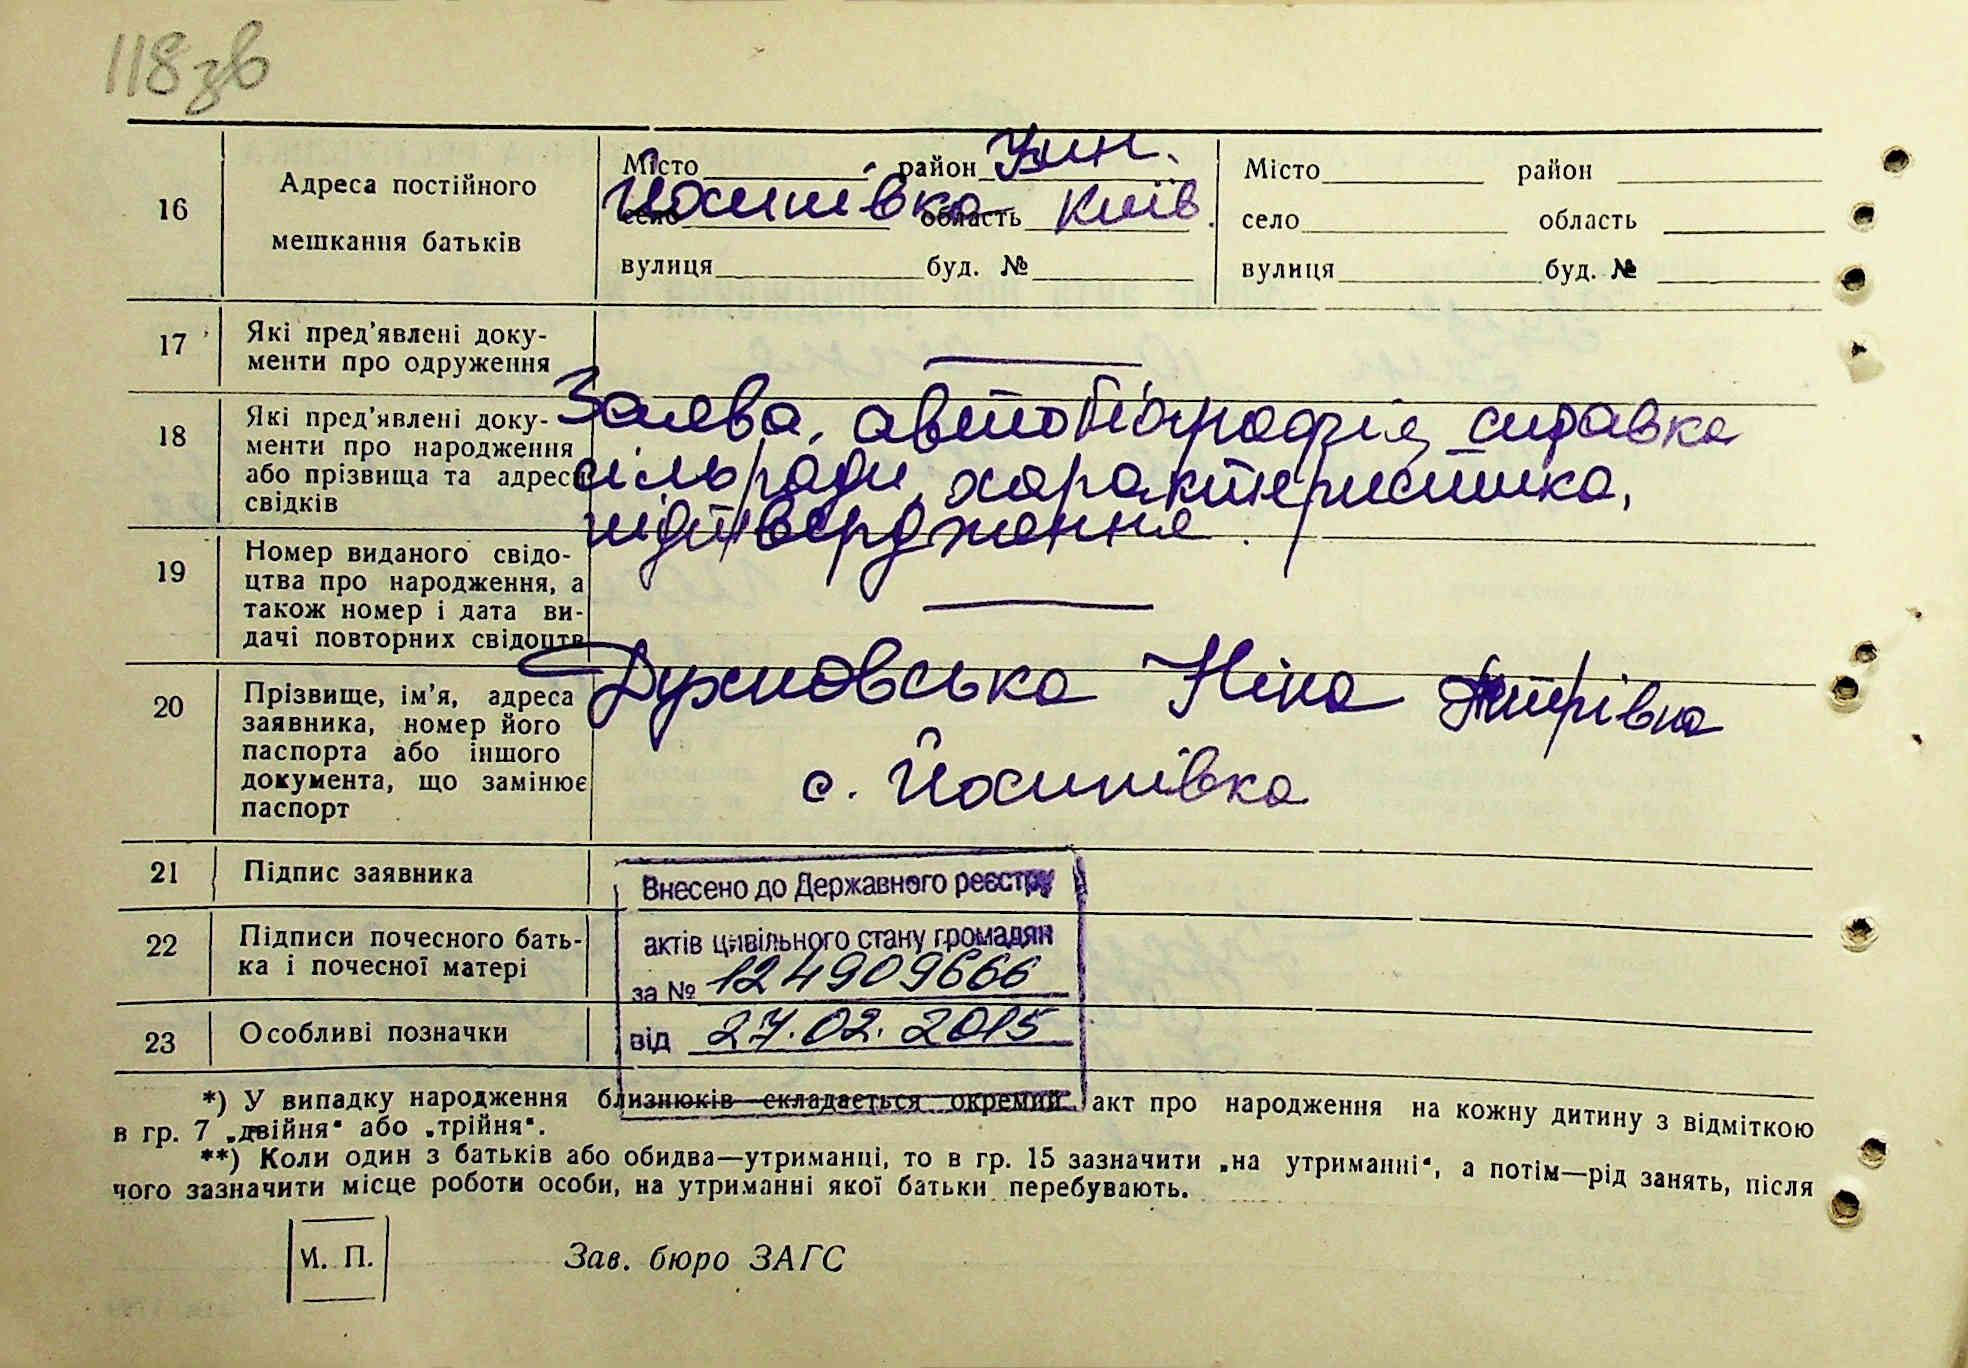 118зв
16 Адреса постійного мешкання батьків
Місто район Узин.
село Йосипівка область Київ.
вулиця буд. №
Місто район
село область
вулиця буд. №
17 Які пред'явлені доку-
менти про одруження
18 Які пред'явлені доку-
менти про народження
або прізвища та адреси
свідків
Заява, автобіографія, справка
сільради, характеристика,
підтвердження.
19 Номер виданого свідо-
цтва про народження, а
також номер і дата ви-
дачі повторних свідоцтв
20 Прізвище, ім'я, адреса
заявника, номер його
паспорта або іншого
документа, що замінює
паспорт
Духновська Ніна
с. Йосипівка
21 Підпис заявника
22 Підписи почесного бать-
ка і почесної матері
23 Особливі позначки
Внесено до Державного реєстру
актів цивільного стану громадян
за № 124909666
від 27.02.2015
*) У випадку народження близнюків складається окремий акт про народження на кожну дитину з відміткою
в гр. 7 „двійня“ або „трійня“.
**) Коли один з батьків або обидва—утриманці, то в гр. 15 зазначити „на утриманні“, а потім—рід занять, після
чого зазначити місце роботи особи, на утриманні якої батьки перебувають.
М. П.
Зав. бюро ЗАГС